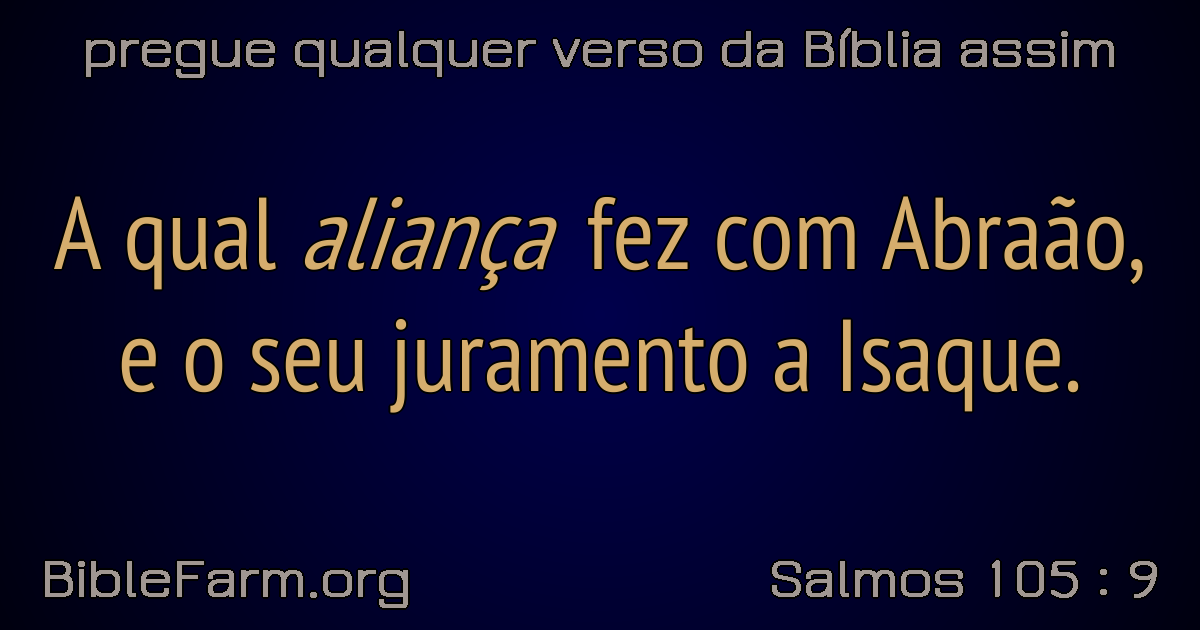 pregue qualquer verso da Bíblia assim
A qual aliança fez com Abraão,
e o seu juramento a Isaque.
BibleFarm.org
Salmos 105 : 9